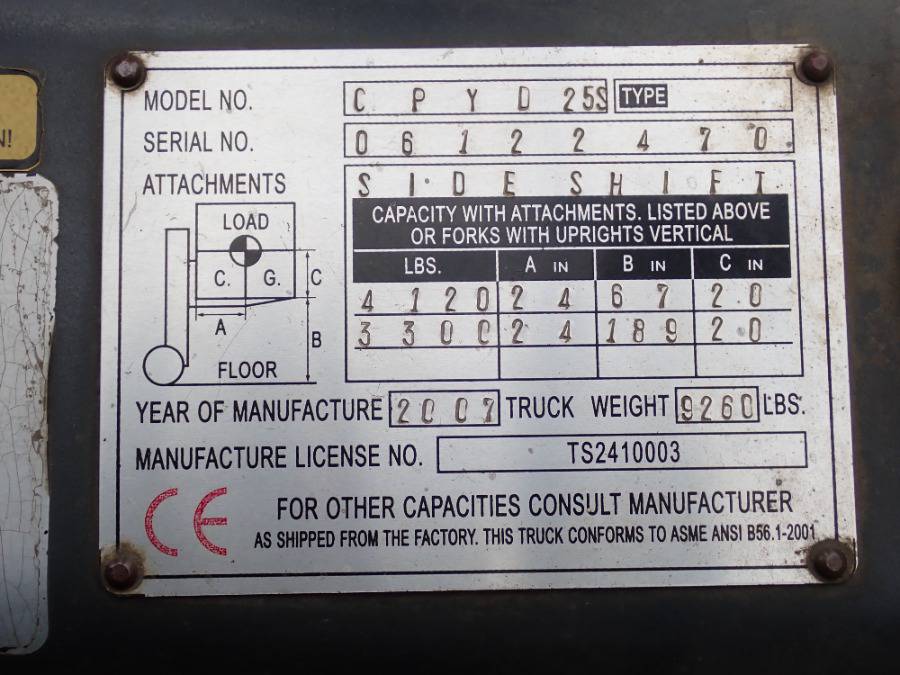 N!
MODEL NO. CPYD25S TYPE
SERIAL NO. 06122470
ATTACHMENTS SIDE SHIFT
LOAD
C. G.
C
A
B
FLOOR
CAPACITY WITH ATTACHMENTS. LISTED ABOVE
OR FORKS WITH UPRIGHTS VERTICAL
LBS. A IN B IN C IN
4120 24 67 20
3300 24 189 20
YEAR OF MANUFACTURE 2007 TRUCK WEIGHT 9260 LBS.
MANUFACTURE LICENSE NO. TS2410003
CE
FOR OTHER CAPACITIES CONSULT MANUFACTURER
AS SHIPPED FROM THE FACTORY. THIS TRUCK CONFORMS TO ASME ANSI B56.1-2001